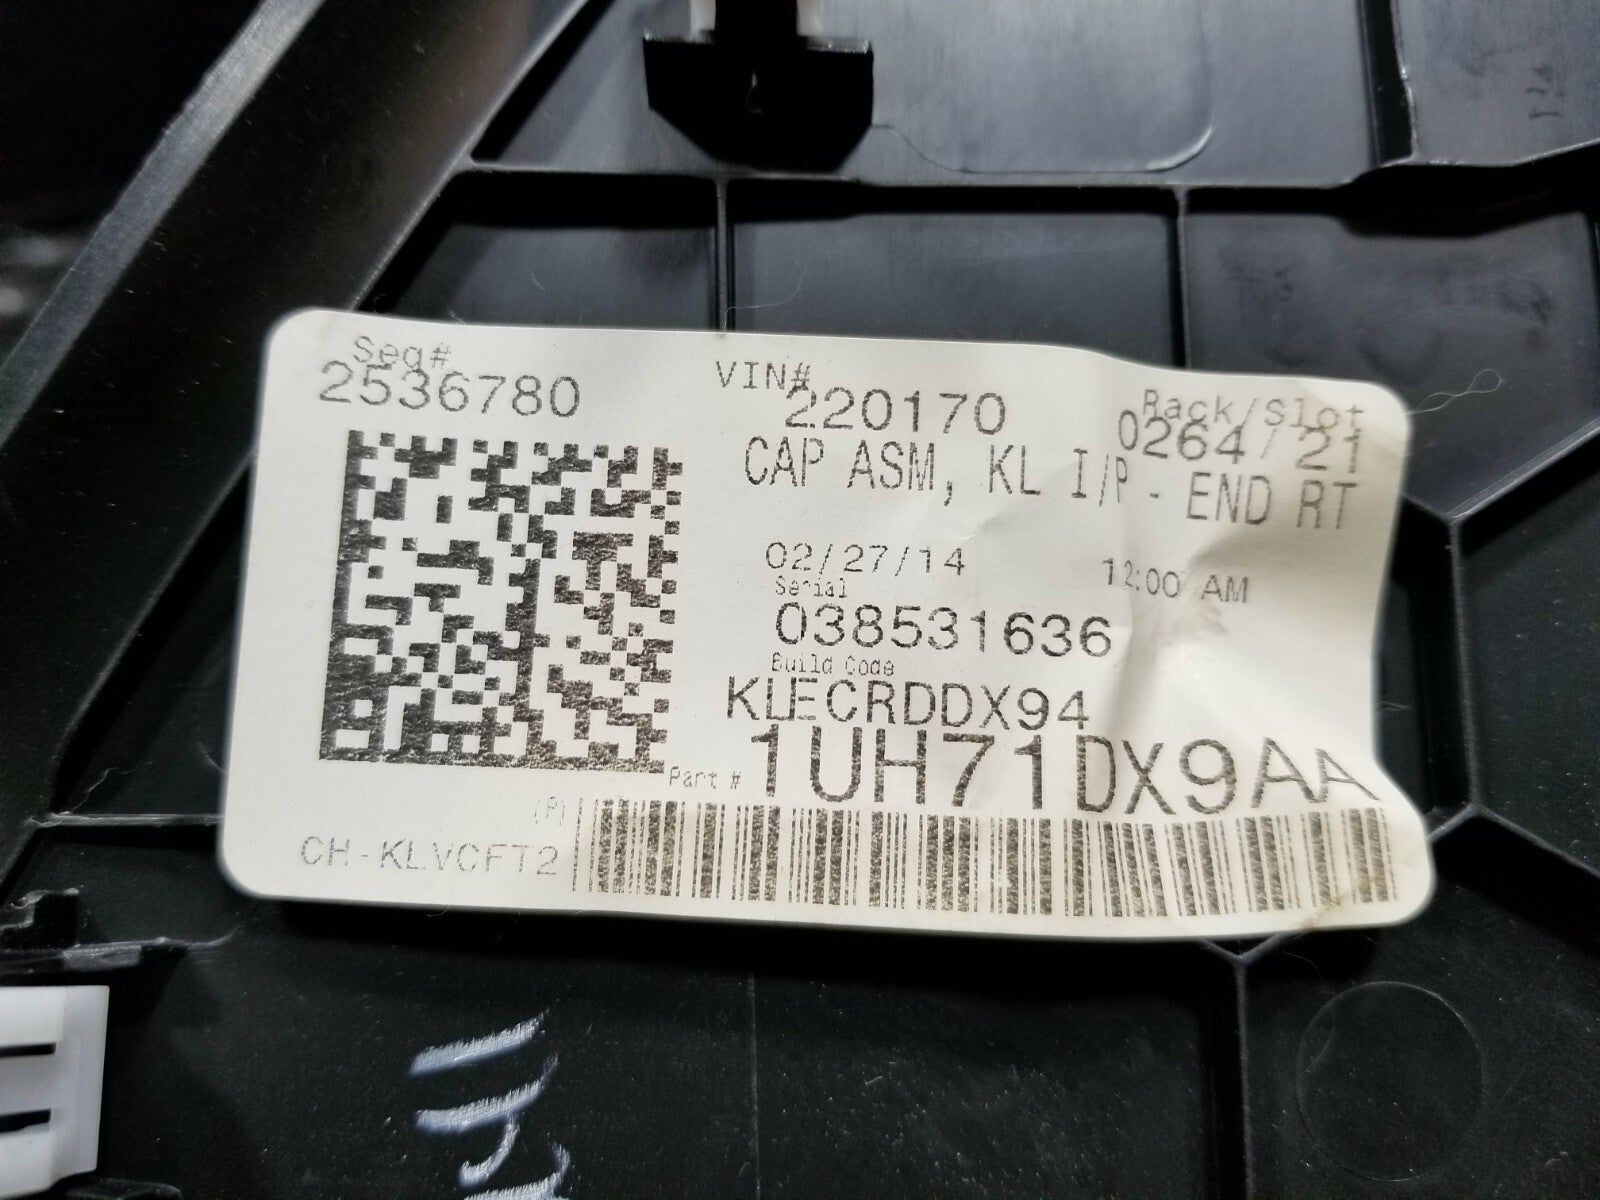 Seq#
2536780
VIN#
220170
Rack/Slot
0264/21
CAP ASM, KL I/P - END RT
02/27/14 12:00 AM
Serial
038531636
Build Code
KLECRDDX94
Part # 1UH71DX9AA
(P)
CH-KLVCFT2